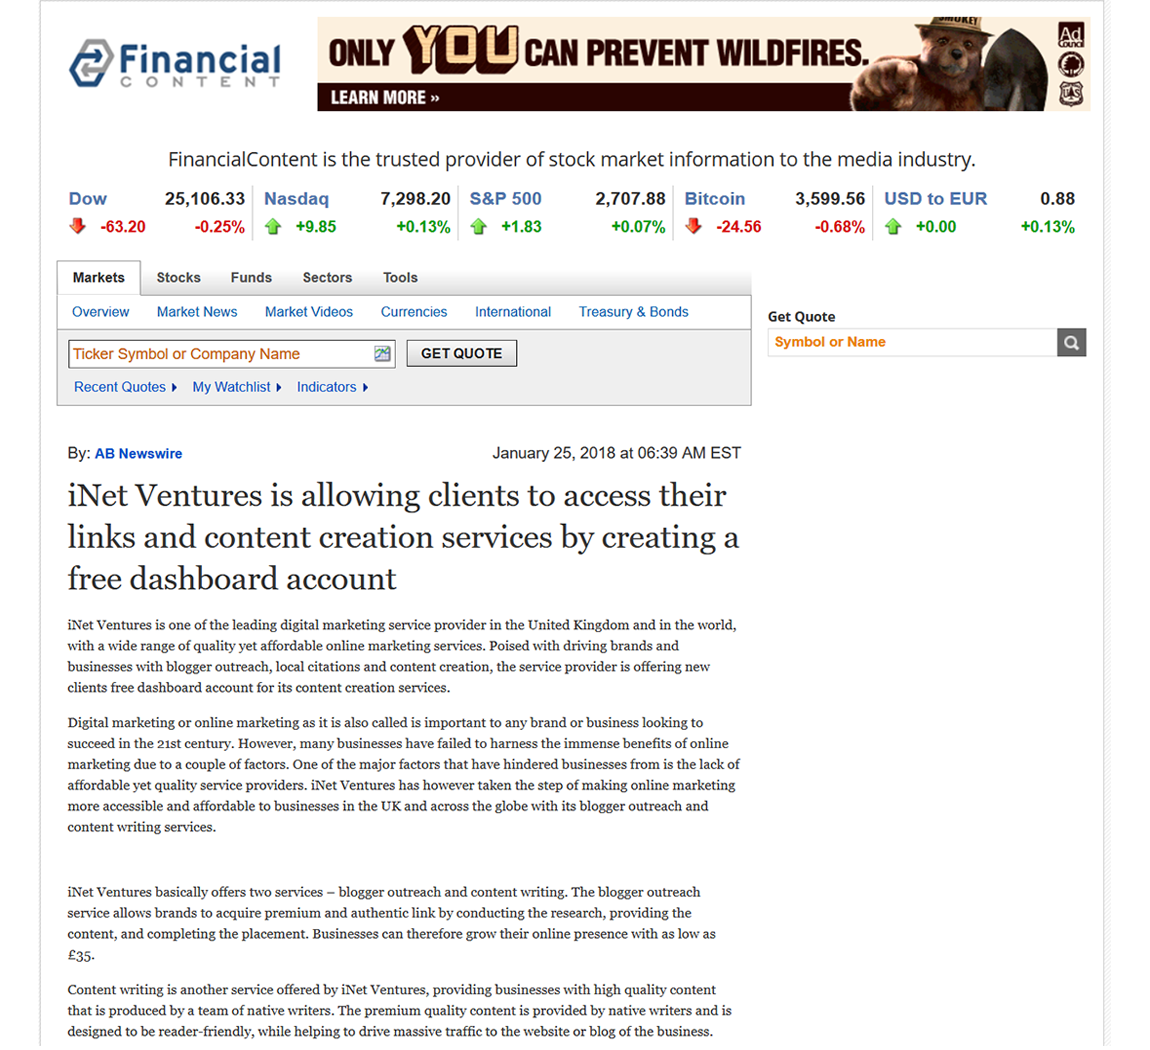 Financial
CONTENT
ONLY YOU CAN PREVENT WILDFIRES.
LEARN MORE »
SMOKEY
Ad
Council
U S
FinancialContent is the trusted provider of stock market information to the media industry.
Dow 25,106.33 Nasdaq 7,298.20 S&P 500 2,707.88 Bitcoin 3,599.56 USD to EUR 0.88
-63.20 -0.25% +9.85 +0.13% +1.83 +0.07% -24.56 -0.68% +0.00 +0.13%
Markets Stocks Funds Sectors Tools
Overview Market News Market Videos Currencies International Treasury & Bonds
Get Quote
Symbol or Name
Ticker Symbol or Company Name GET QUOTE
Recent Quotes My Watchlist Indicators
By: AB Newswire January 25, 2018 at 06:39 AM EST
iNet Ventures is allowing clients to access their
links and content creation services by creating a
free dashboard account
iNet Ventures is one of the leading digital marketing service provider in the United Kingdom and in the world,
with a wide range of quality yet affordable online marketing services. Poised with driving brands and
businesses with blogger outreach, local citations and content creation, the service provider is offering new
clients free dashboard account for its content creation services.
Digital marketing or online marketing as it is also called is important to any brand or business looking to
succeed in the 21st century. However, many businesses have failed to harness the immense benefits of online
marketing due to a couple of factors. One of the major factors that have hindered businesses from is the lack of
affordable yet quality service providers. iNet Ventures has however taken the step of making online marketing
more accessible and affordable to businesses in the UK and across the globe with its blogger outreach and
content writing services.
iNet Ventures basically offers two services – blogger outreach and content writing. The blogger outreach
service allows brands to acquire premium and authentic link by conducting the research, providing the
content, and completing the placement. Businesses can therefore grow their online presence with as low as
£35.
Content writing is another service offered by iNet Ventures, providing businesses with high quality content
that is produced by a team of native writers. The premium quality content is provided by native writers and is
designed to be reader-friendly, while helping to drive massive traffic to the website or blog of the business.